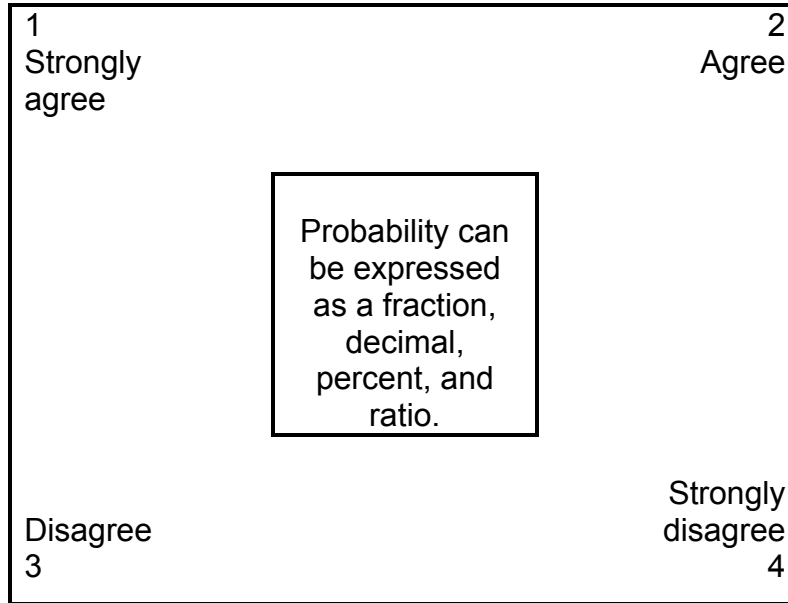 1
Strongly
agree
2
Agree
Probability can
be expressed
as a fraction,
decimal,
percent, and
ratio.
Disagree
3
Strongly
disagree
4